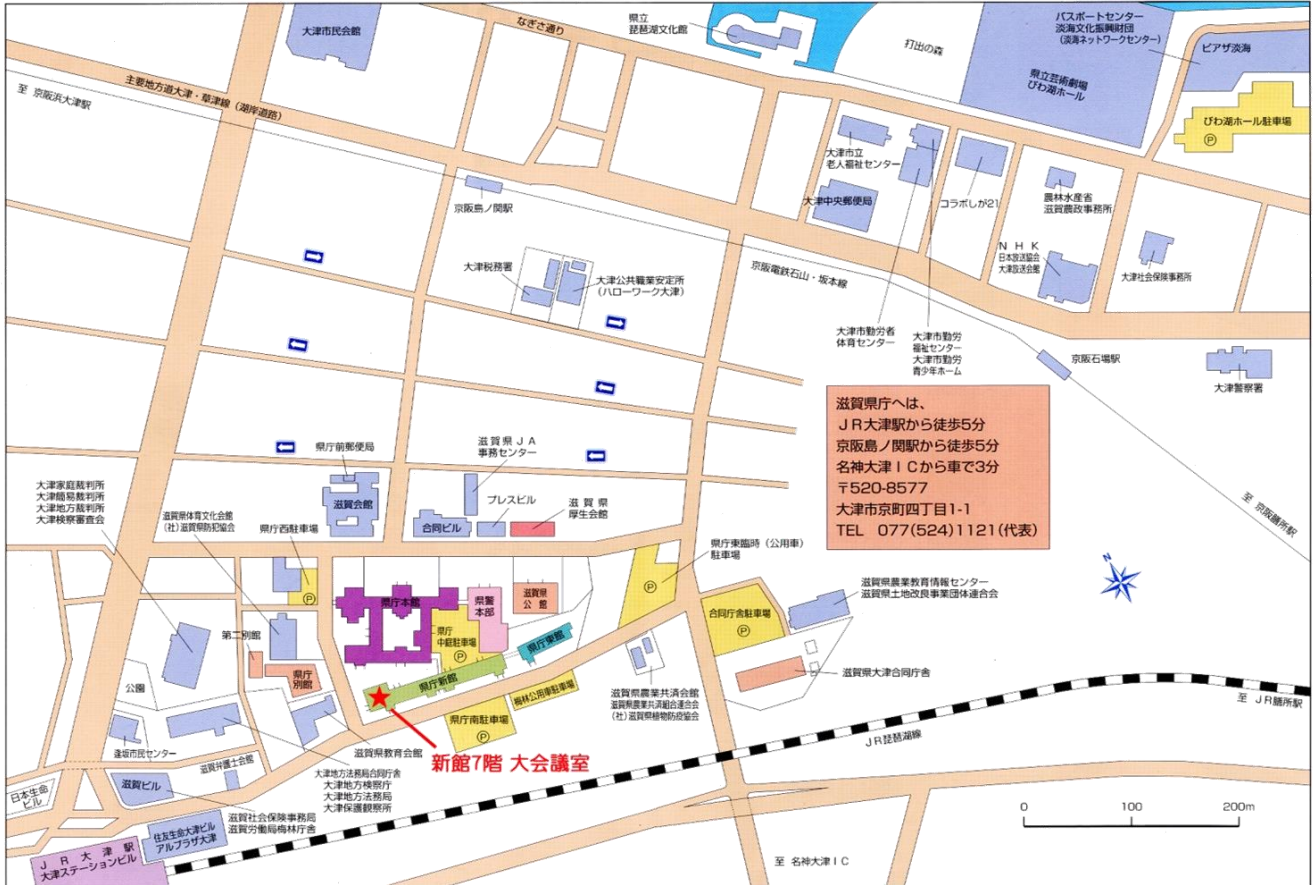 大津市民会館
なぎさ通り
県立
琵琶湖文化館
打出の森
パスポートセンター
淡海文化振興財団
(淡海ネットワークセンター)
ピアザ淡海
県立芸術劇場
びわ湖ホール
びわ湖ホール駐車場
P
至 京阪浜大津駅
主要地方道大津・草津線(湖岸道路)
大津市立
老人福祉センター
大津中央郵便局
コラボしが21
農林水産省
滋賀農政事務所
NHK
日本放送協会
大津放送会館
大津社会保険事務所
京阪島ノ関駅
大津税務署
大津公共職業安定所
(ハローワーク大津)
京阪電鉄石山・坂本線
大津市勤労者
体育センター
大津市勤労
福祉センター
大津市勤労
青少年ホーム
京阪石場駅
大津警察署
滋賀県庁へは、
JR大津駅から徒歩5分
京阪島ノ関駅から徒歩5分
名神大津ICから車で3分
〒520-8577
大津市京町四丁目1-1
TEL 077(524)1121(代表)
至 京阪膳所駅
県庁前郵便局
滋賀会館
滋賀県JA
事務センター
合同ビル
プレスビル
滋賀県
厚生会館
大津家庭裁判所
大津簡易裁判所
大津地方裁判所
大津検察審査会
滋賀県体育文化会館
(社)滋賀県防犯協会
県庁西駐車場
P
県庁本館
県警
本部
滋賀県
公館
県庁
中庭駐車場
P
県庁東館
県庁新館
県庁東臨時(公用車)
駐車場
P
合同庁舎駐車場
P
滋賀県農業教育情報センター
滋賀県土地改良事業団体連合会
滋賀県大津合同庁舎
N
第二別館
県庁
別館
公園
逢坂市民センター
滋賀弁護士会館
滋賀県教育会館
梅林公用車駐車場
県庁南駐車場
P
滋賀県農業共済会館
滋賀県農業共済組合連合会
(社)滋賀県植物防疫協会
新館7階 大会議室
大津地方法務局合同庁舎
大津地方検察庁
大津地方法務局
大津保護観察所
日本生命
ビル
滋賀ビル
滋賀社会保険事務局
滋賀労働局梅林庁舎
住友生命大津ビル
アルプラザ大津
JR大津駅
大津ステーションビル
JR琵琶湖線
至 JR膳所駅
至 名神大津IC
0 100 200m